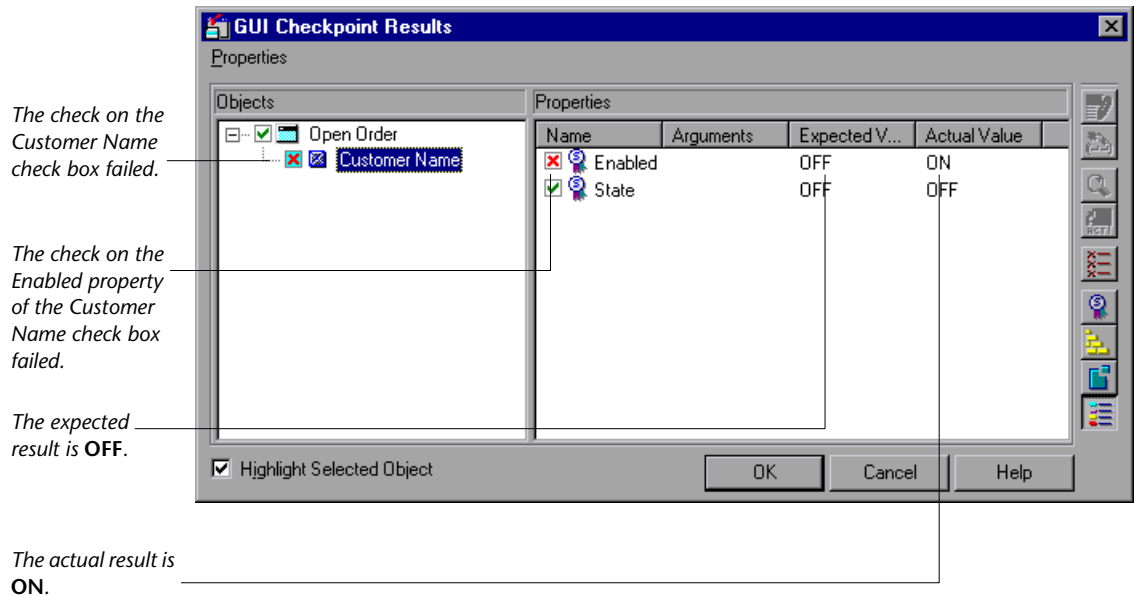 GUI Checkpoint Results
Properties
Objects
Properties
Open Order
Customer Name
Name Arguments Expected V... Actual Value
Enabled OFF ON
State OFF OFF
Highlight Selected Object
OK Cancel Help
The check on the
Customer Name
check box failed.
The check on the
Enabled property
of the Customer
Name check box
failed.
The expected
result is OFF.
The actual result is
ON.